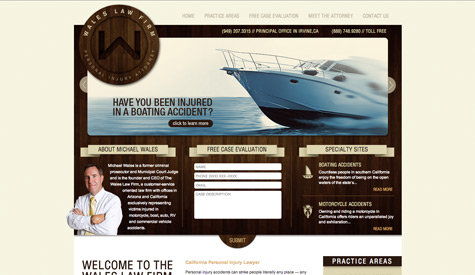 HOME PRACTICE AREAS FREE CASE EVALUATION MEET THE ATTORNEY CONTACT US
WALES LAW FIRM
W
PERSONAL INJURY ATTORNEY
(949) 207.3315 // PRINCIPAL OFFICE IN IRVINE, CA (888) 748.9280 // TOLL FREE
HAVE YOU BEEN INJURED
IN A BOATING ACCIDENT?
click to learn more
ABOUT MICHAEL WALES
Michael Wales is a former criminal
prosecutor and Municipal Court Judge
and is the founder and CEO of The
Wales Law Firm, a customer-service
oriented law firm with offices in
Arizona and California
exclusively representing
victims injured in
motorcycle, boat, auto, RV
and commercial vehicle
accidents.
FREE CASE EVALUATION
NAME
EMAIL
CASE DESCRIPTION
SUBMIT
SPECIALTY SITES
BOATING ACCIDENTS
Countless people in southern California
enjoy the freedom of being on the open
waters of the state's...
READ MORE
MOTORCYCLE ACCIDENTS
Owning and riding a motorcycle in
California offers riders an unparalleled joy
and exhilaration...
READ MORE
WELCOME TO THE
WALES LAW FIRM
California Personal Injury Lawyer
Personal injury accidents can strike people literally any place — any
PRACTICE AREAS